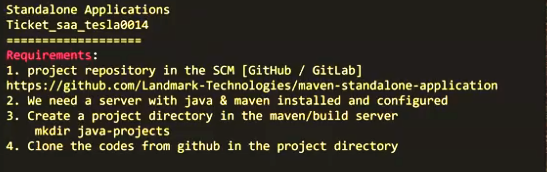 Standalone Applications
Ticket_saa_tesla0014
===================
Requirements:
1. project repository in the SCM [GitHub / GitLab]
https://github.com/Landmark-Technologies/maven-standalone-application
2. We need a server with java & maven installed and configured
3. Create a project directory in the maven/build server
mkdir java-projects
4. Clone the codes from github in the project directory